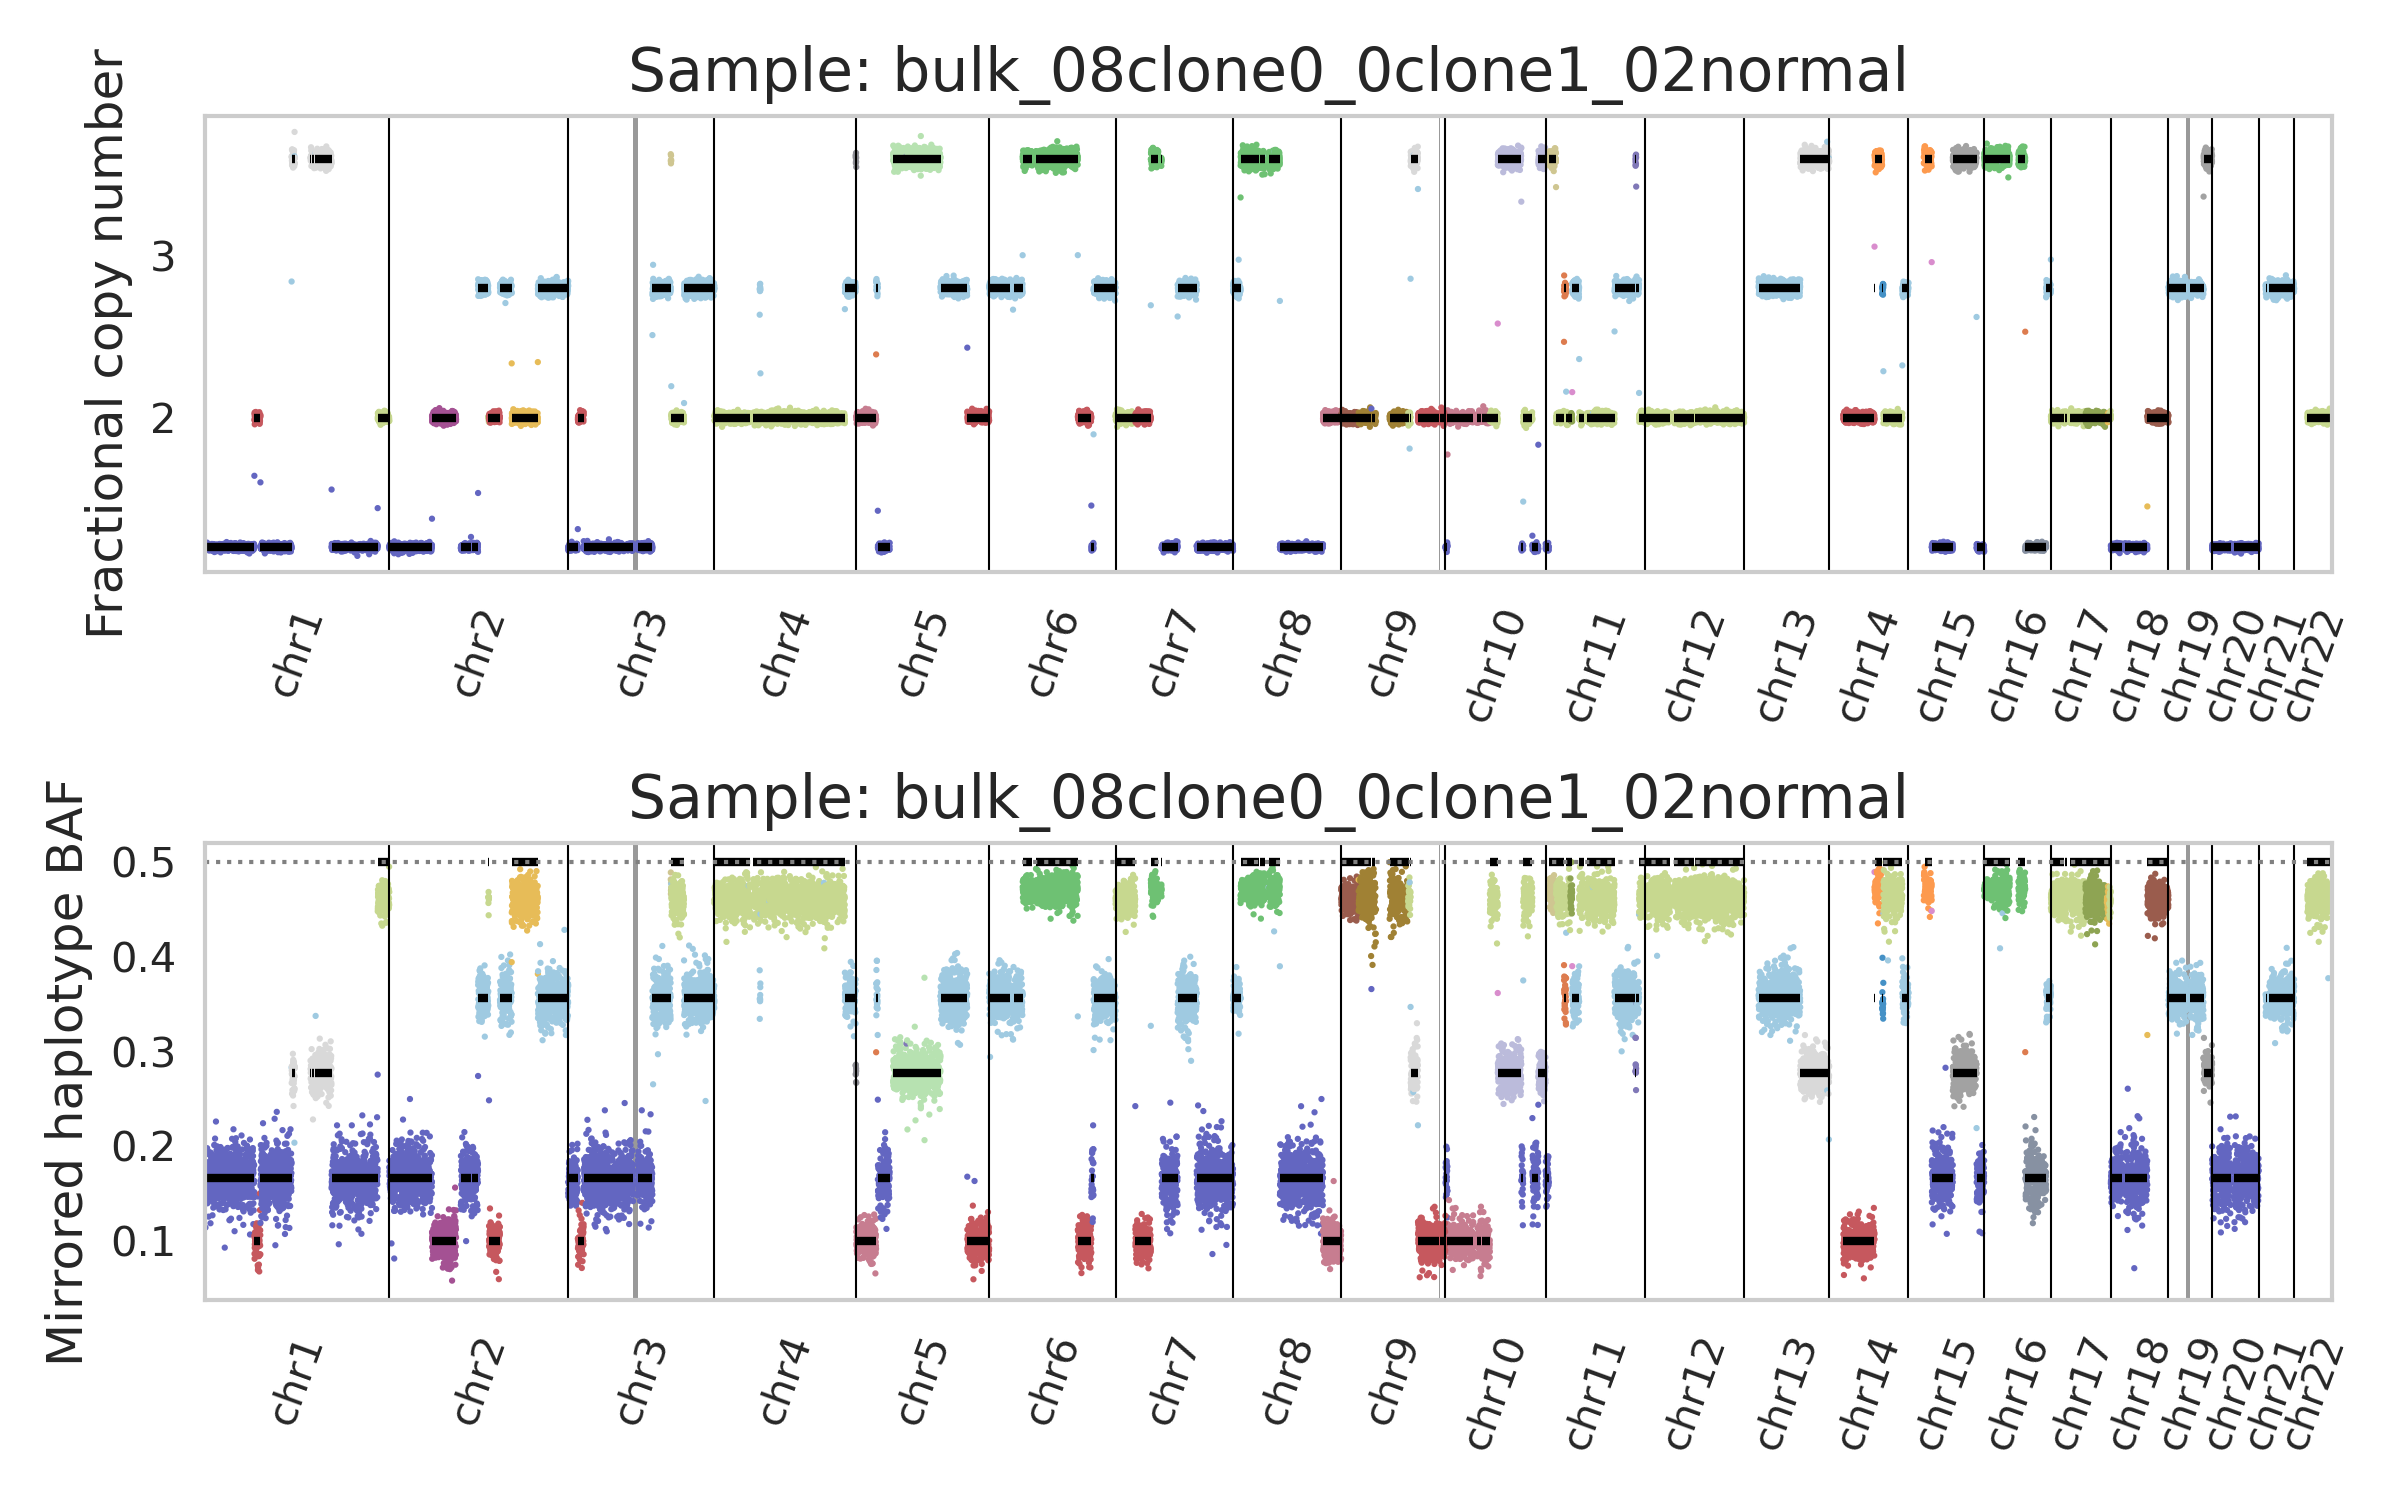 Sample: bulk_08clone0_0clone1_02normal
Fractional copy number
3
2
chr1
chr2
chr3
chr4
chr5
chr6
chr7
chr8
chr9
chr10
chr11
chr12
chr13
chr14
chr15
chr16
chr17
chr18
chr19
chr20
chr21
chr22
Sample: bulk_08clone0_0clone1_02normal
Mirrored haplotype BAF
0.5
0.4
0.3
0.2
0.1
chr1
chr2
chr3
chr4
chr5
chr6
chr7
chr8
chr9
chr10
chr11
chr12
chr13
chr14
chr15
chr16
chr17
chr18
chr19
chr20
chr21
chr22